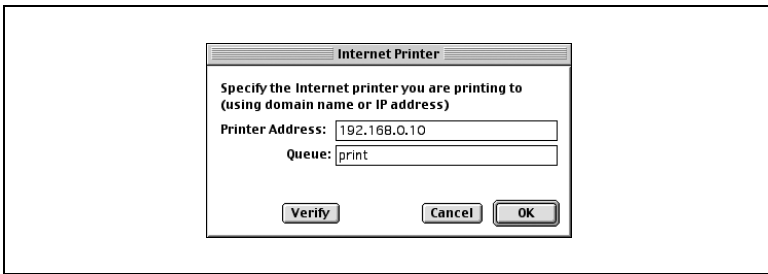 Internet Printer
Specify the Internet printer you are printing to
(using domain name or IP address)
Printer Address: 192.168.0.10
Queue: print
Verify Cancel OK